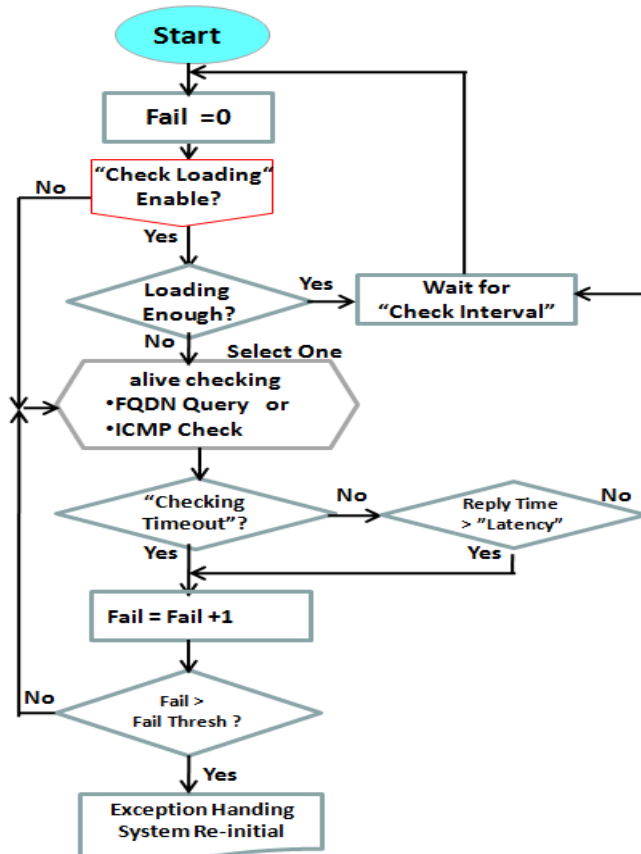 Start
Fail =0
“Check Loading“
Enable?
No
Yes
Loading
Enough?
Yes
Wait for
“Check Interval”
No
Select One
alive checking
•FQDN Query or
•ICMP Check
“Checking
Timeout”?
No
Reply Time
> ”Latency”
No
Yes
Yes
Fail = Fail +1
Fail >
Fail Thresh ?
No
Yes
Exception Handing
System Re-initial